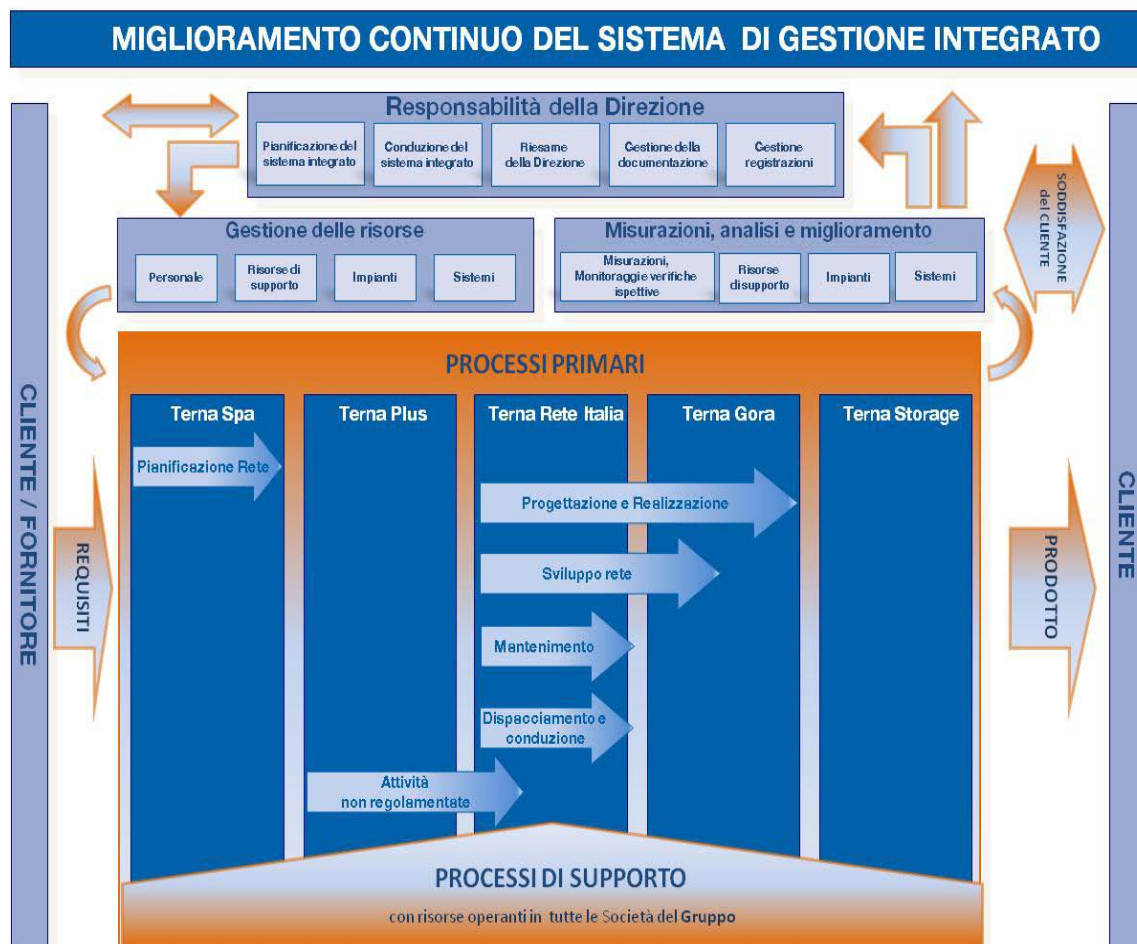 MIGLIORAMENTO CONTINUO DEL SISTEMA DI GESTIONE INTEGRATO
Responsabilità della Direzione
Pianificazione del
sistema integrato
Conduzione del
sistema integrato
Riesame
della Direzione
Gestione della
documentazione
Gestione
registrazioni
Gestione delle risorse
Personale
Risorse di
supporto
Impianti
Sistemi
Misurazioni, analisi e miglioramento
Misurazioni,
Monitoraggi e verifiche
ispettive
Risorse
di supporto
Impianti
Sistemi
SODDISFAZIONE
del CLIENTE
CLIENTE / FORNITORE
REQUISITI
PROCESSI PRIMARI
Terna Spa
Terna Plus
Terna Rete Italia
Terna Gora
Terna Storage
Pianificazione Rete
Progettazione e Realizzazione
Sviluppo rete
Mantenimento
Dispacciamento e
conduzione
Attività
non regolamentate
PROCESSI DI SUPPORTO
con risorse operanti in tutte le Società del Gruppo
PRODOTTO
CLIENTE